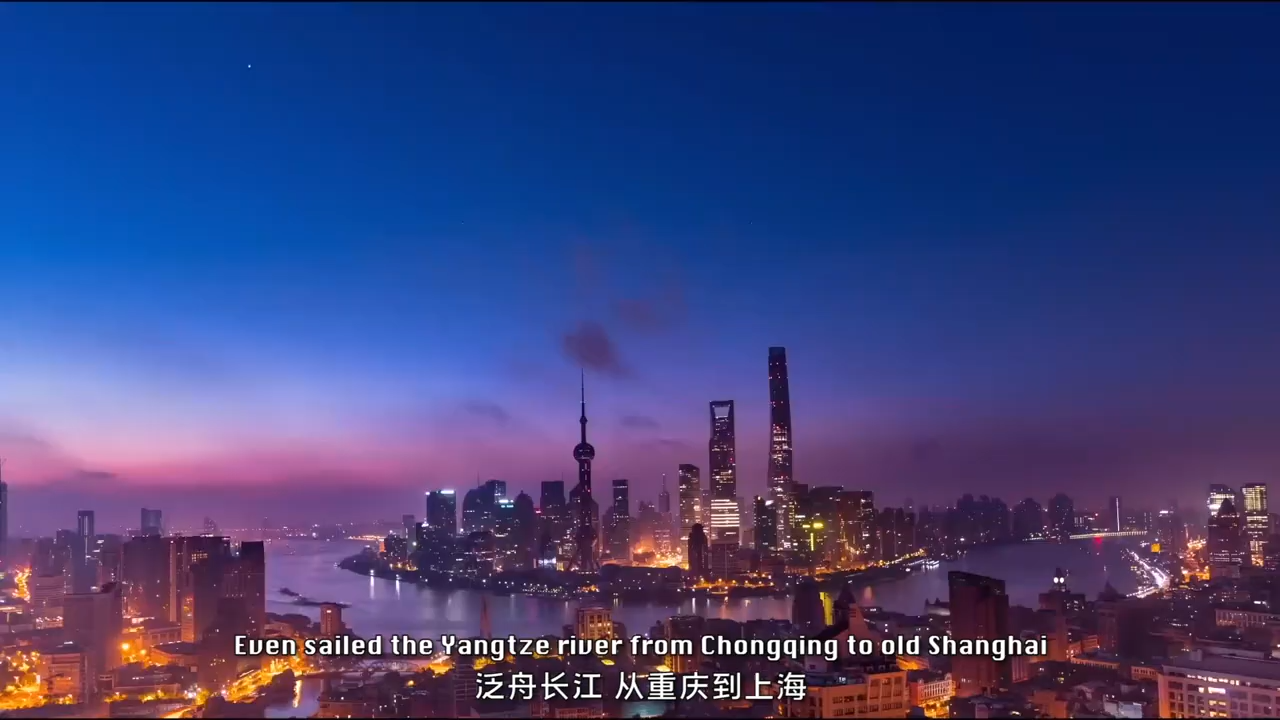 Even sailed the Yangtze river from Chongqing to old Shanghai
泛舟长江 从重庆到上海